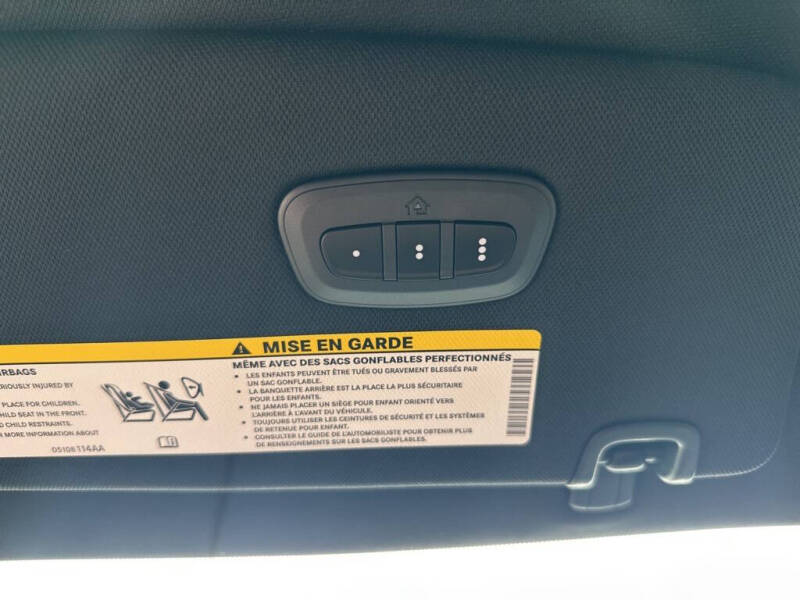 MISE EN GARDE
MÊME AVEC DES SACS GONFLABLES PERFECTIONNÉS
• LES ENFANTS PEUVENT ÊTRE TUÉS OU GRAVEMENT BLESSÉS PAR
UN SAC GONFLABLE.
• LA BANQUETTE ARRIÈRE EST LA PLACE LA PLUS SÉCURITAIRE
POUR LES ENFANTS.
• NE JAMAIS PLACER UN SIÈGE POUR ENFANT ORIENTÉ VERS
L'ARRIÈRE À L'AVANT DU VÉHICULE.
• TOUJOURS UTILISER LES CEINTURES DE SÉCURITÉ ET LES SYSTÈMES
DE RETENUE POUR ENFANT.
• CONSULTER LE GUIDE DE L'AUTOMOBILISTE POUR OBTENIR PLUS
DE RENSEIGNEMENTS SUR LES SACS GONFLABLES.
RBAGS
RIOUSLY INJURED BY
PLACE FOR CHILDREN.
HILD SEAT IN THE FRONT.
D CHILD RESTRAINTS.
R MORE INFORMATION ABOUT
05108114AA